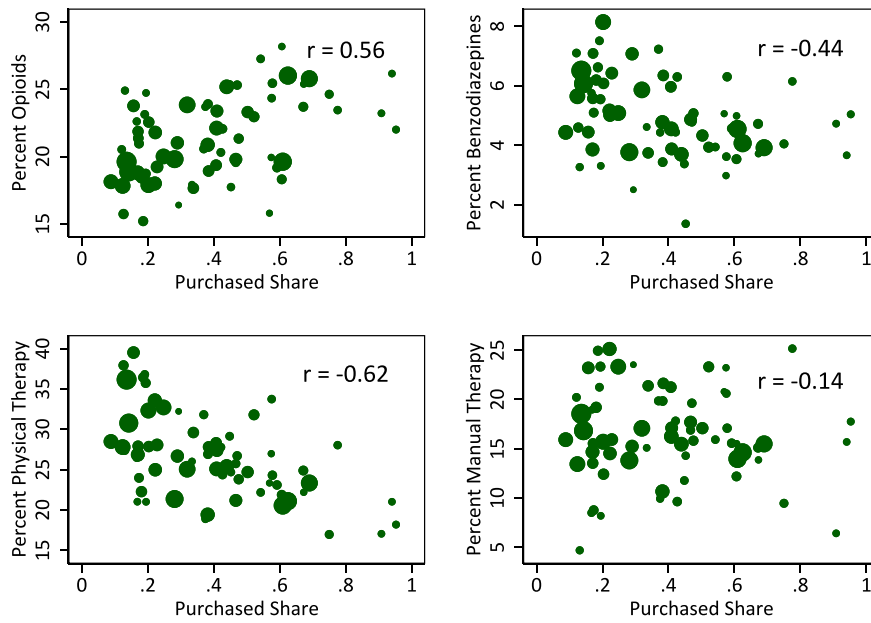 Percent Opioids
30
25
20
15
r = 0.56
0 .2 .4 .6 .8 1
Purchased Share
Percent Benzodiazepines
8
6
4
2
r = -0.44
0 .2 .4 .6 .8 1
Purchased Share
Percent Physical Therapy
40
35
30
25
20
15
r = -0.62
0 .2 .4 .6 .8 1
Purchased Share
Percent Manual Therapy
25
20
15
10
5
r = -0.14
0 .2 .4 .6 .8 1
Purchased Share